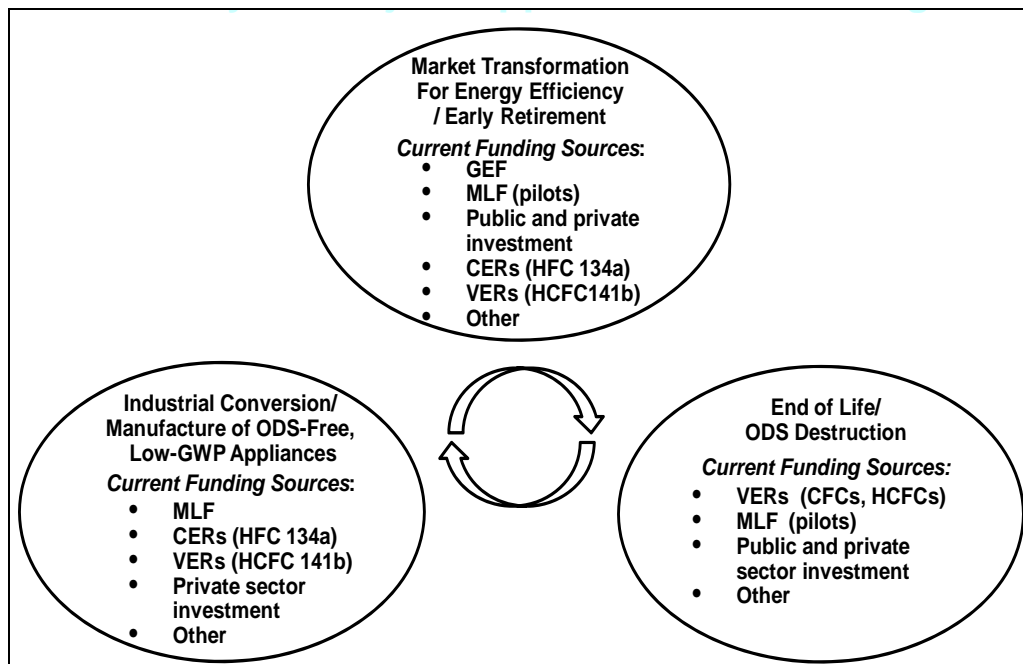 Market Transformation
For Energy Efficiency
/ Early Retirement
Current Funding Sources:
• GEF
• MLF (pilots)
• Public and private
investment
• CERs (HFC 134a)
• VERs (HCFC141b)
• Other
Industrial Conversion/
Manufacture of ODS-Free,
Low-GWP Appliances
Current Funding Sources:
• MLF
• CERs (HFC 134a)
• VERs (HCFC 141b)
• Private sector
investment
• Other
End of Life/
ODS Destruction
Current Funding Sources:
• VERs (CFCs, HCFCs)
• MLF (pilots)
• Public and private
sector investment
• Other